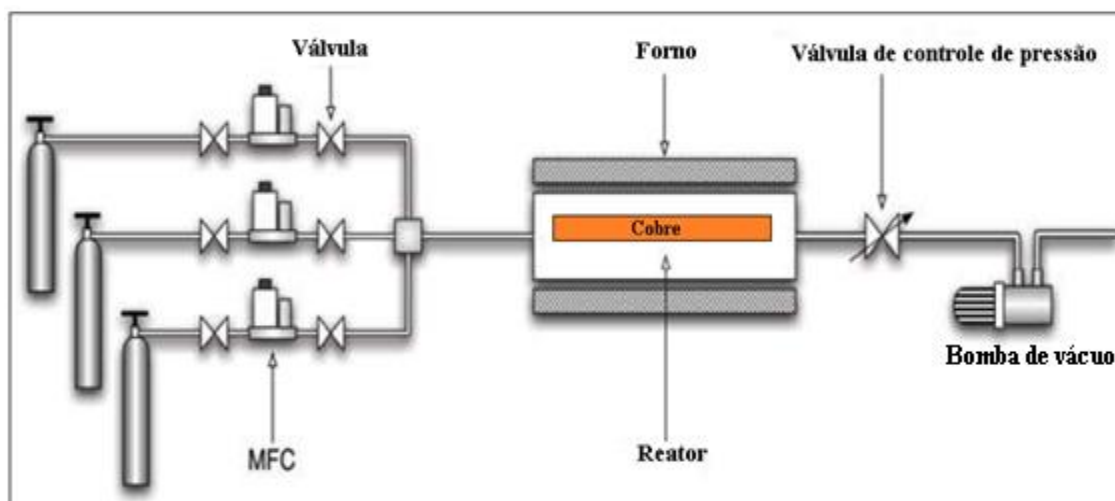 Válvula
Forno
Válvula de controle de pressão
Cobre
MFC
Reator
Bomba de vácuo